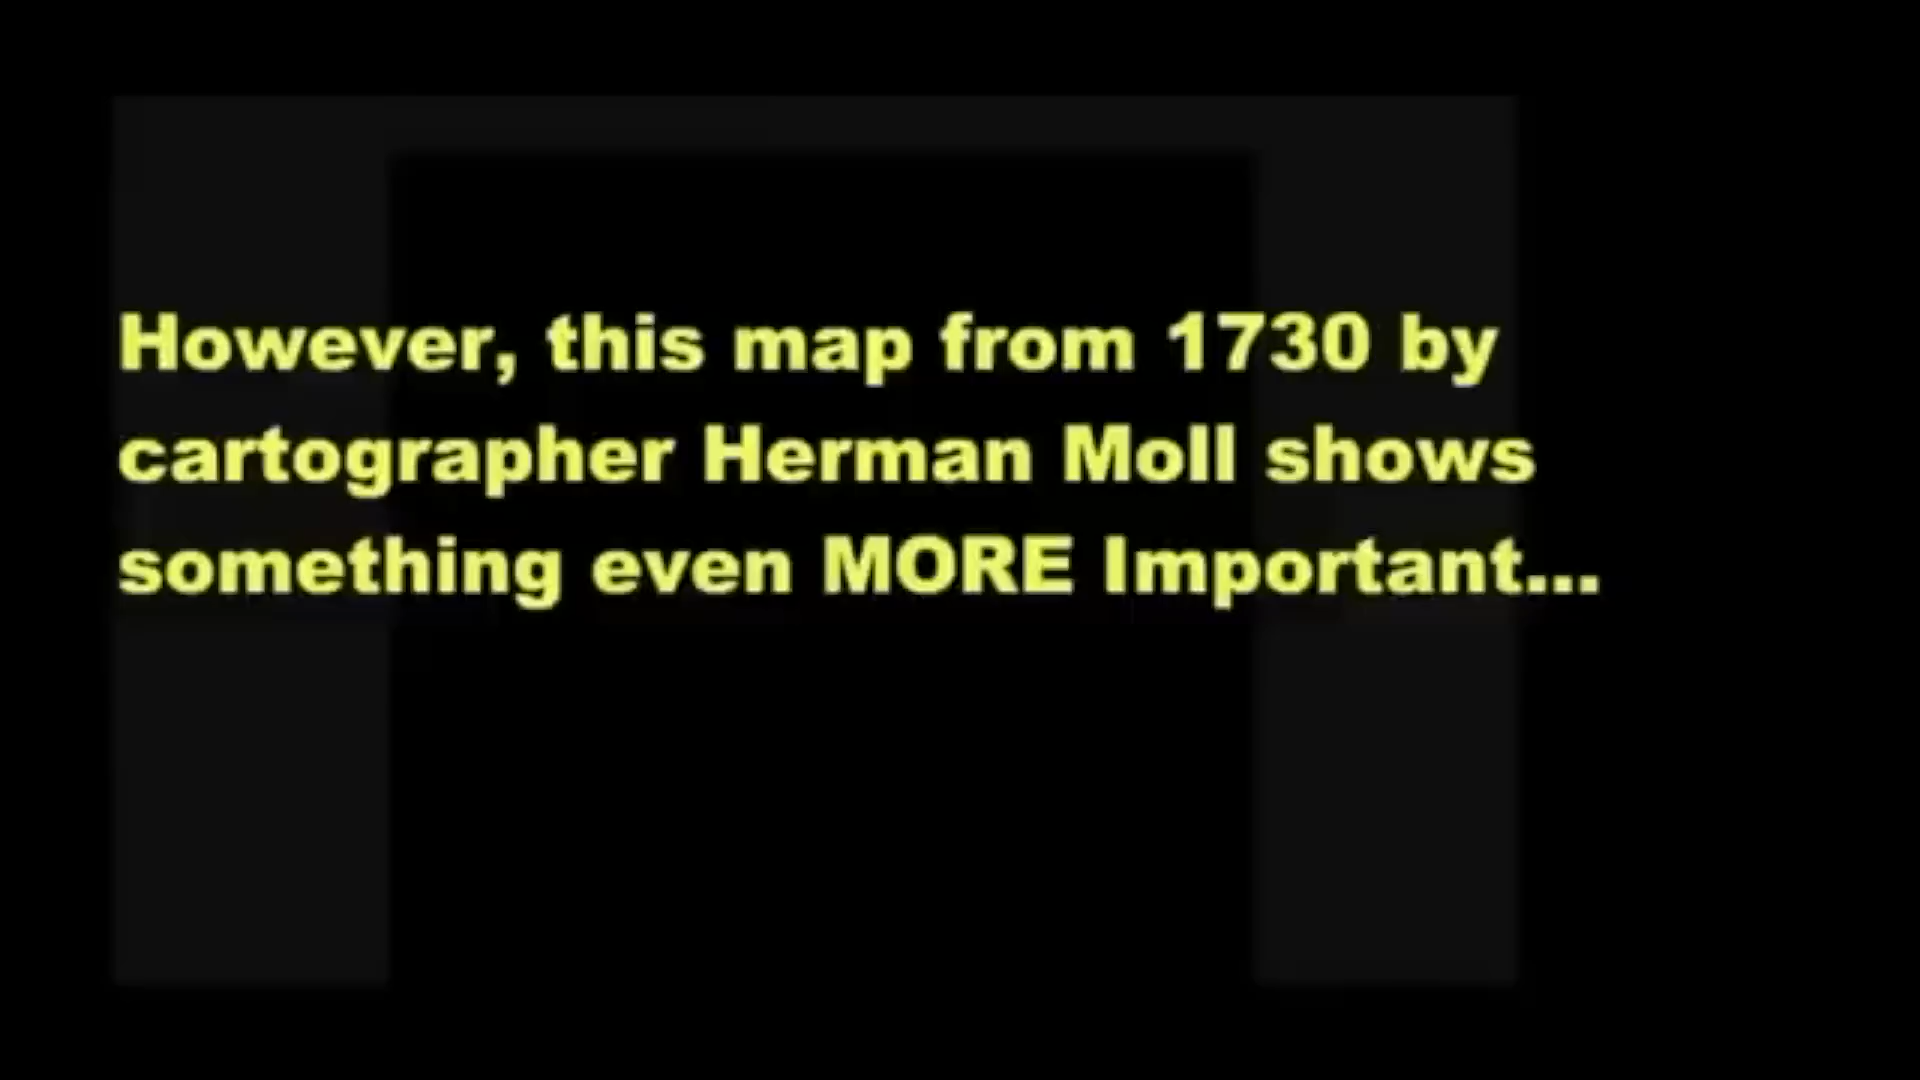 However, this map from 1730 by
cartographer Herman Moll shows
something even MORE Important...